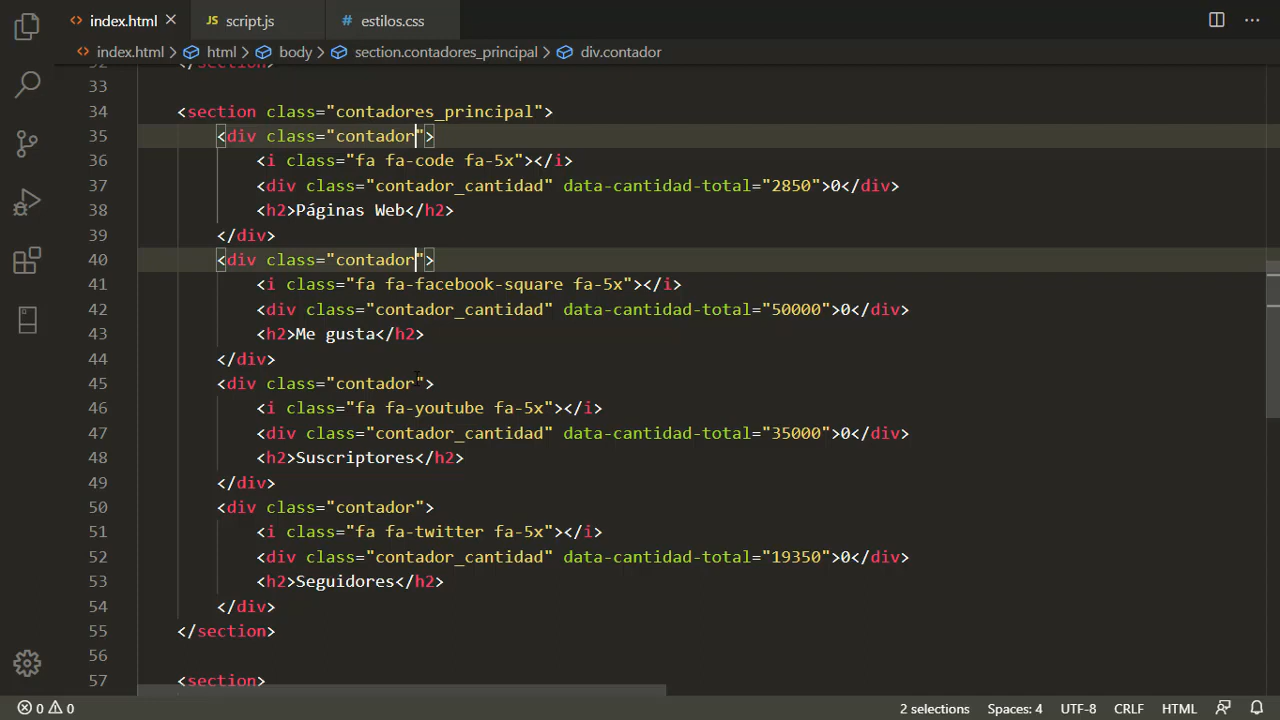 index.html
script.js
estilos.css
index.html > html > body > section.contadores_principal > div.contador
32 </section>
33
34 <section class="contadores_principal">
35 <div class="contador">
36 <i class="fa fa-code fa-5x"></i>
37 <div class="contador_cantidad" data-cantidad-total="2850">0</div>
38 <h2>Páginas Web</h2>
39 </div>
40 <div class="contador">
41 <i class="fa fa-facebook-square fa-5x"></i>
42 <div class="contador_cantidad" data-cantidad-total="50000">0</div>
43 <h2>Me gusta</h2>
44 </div>
45 <div class="contador">
46 <i class="fa fa-youtube fa-5x"></i>
47 <div class="contador_cantidad" data-cantidad-total="35000">0</div>
48 <h2>Suscriptores</h2>
49 </div>
50 <div class="contador">
51 <i class="fa fa-twitter fa-5x"></i>
52 <div class="contador_cantidad" data-cantidad-total="19350">0</div>
53 <h2>Seguidores</h2>
54 </div>
55 </section>
56
57 <section>
0 0 2 selections Spaces: 4 UTF-8 CRLF HTML